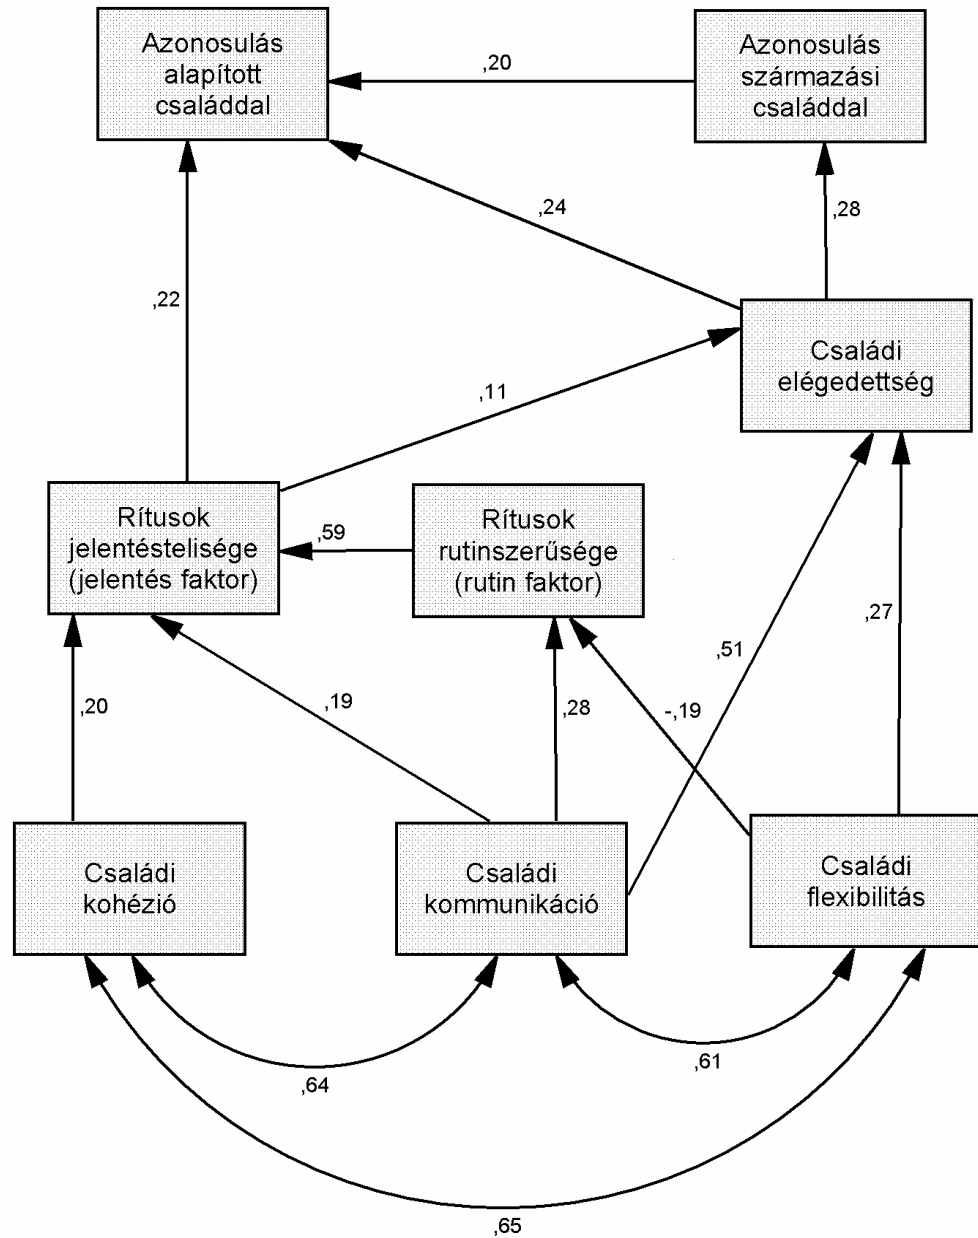 Azonosulás
alapított
családdal
Azonosulás
származási
családdal
,20
,24
,28
,22
Családi
elégedettség
,11
Rítusok
jelentéstelisége
(jelentés faktor)
,59
Rítusok
rutinszerűsége
(rutin faktor)
,27
,51
,20
,19
,28
-,19
Családi
kohézió
Családi
kommunikáció
Családi
flexibilitás
,64
,61
,65